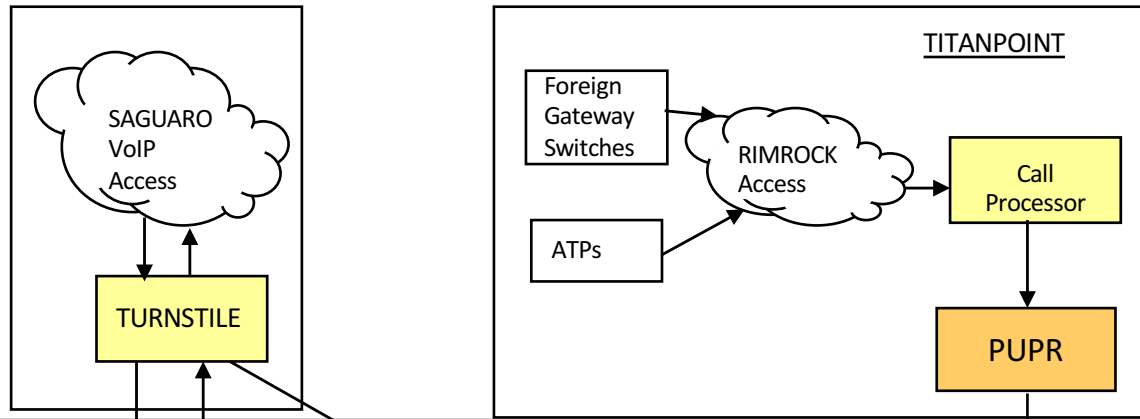 SAGUARO
VoIP
Access
TURNSTILE
TITANPOINT
Foreign
Gateway
Switches
RIMROCK
Access
Call
Processor
ATPs
PUPR